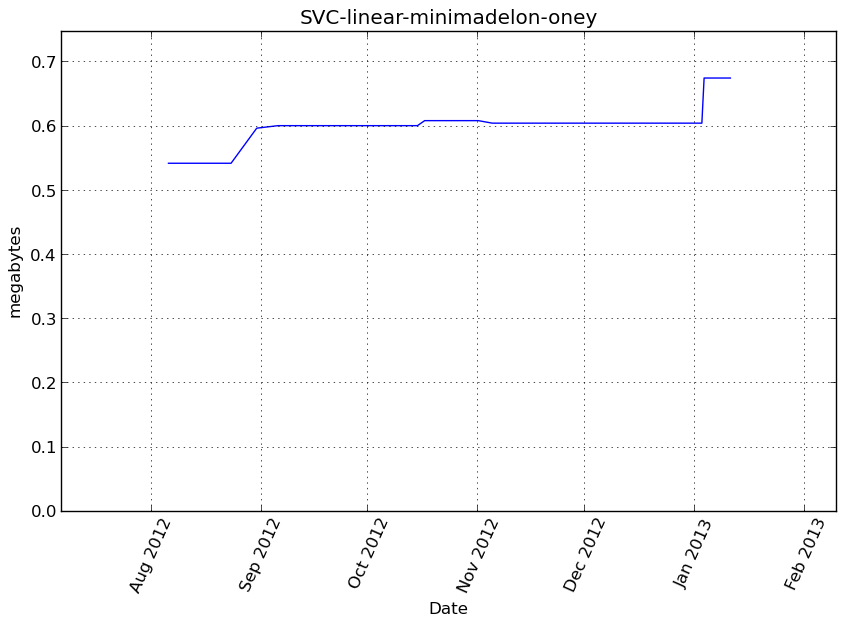 SVC-linear-minimadelon-oney
0.7
0.6
0.5
0.4
0.3
0.2
0.1
0.0
megabytes
Aug 2012
Sep 2012
Oct 2012
Nov 2012
Dec 2012
Jan 2013
Feb 2013
Date